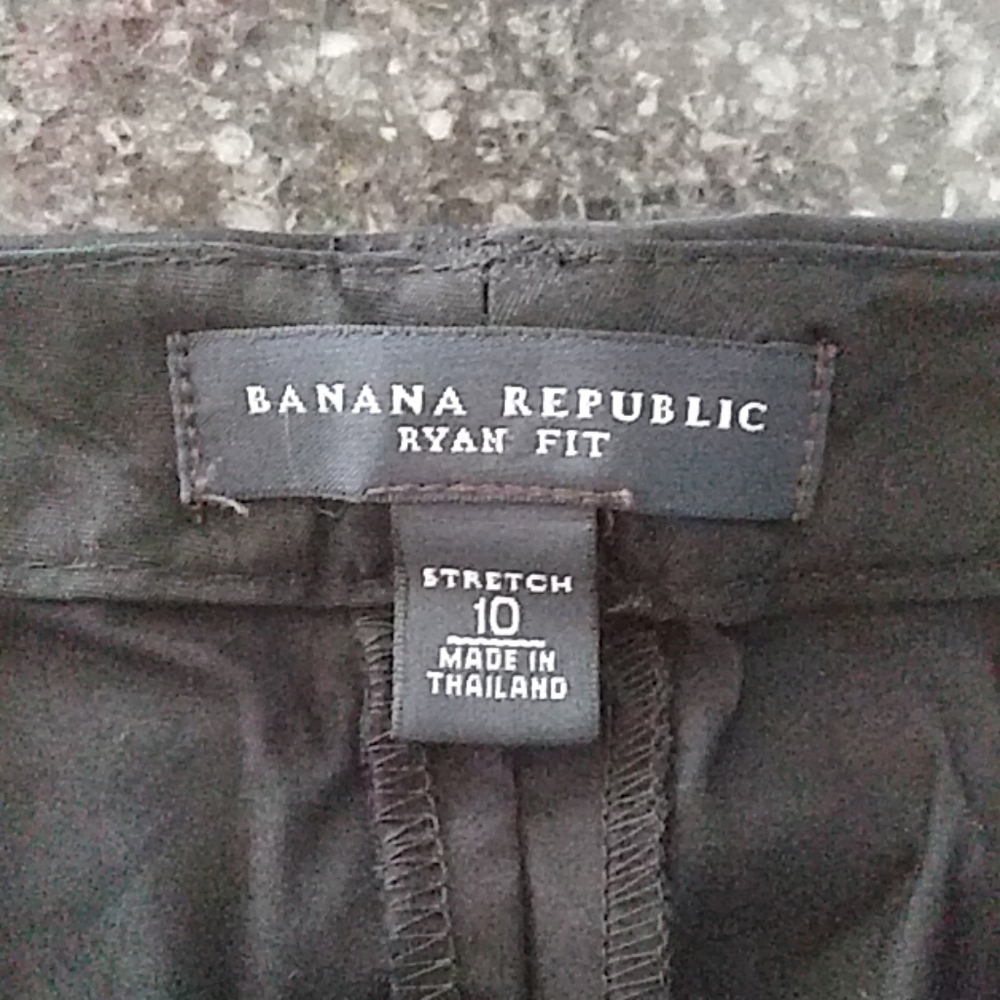 BANANA REPUBLIC
RYAN FIT
STRETCH
10
MADE IN
THAILAND